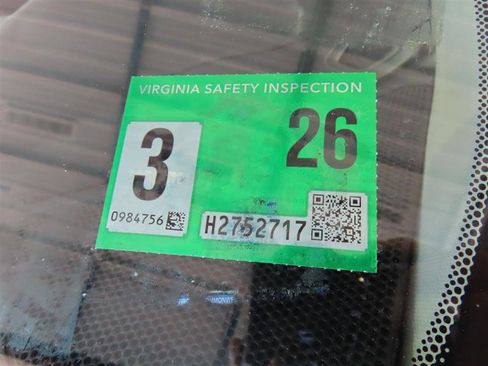 VIRGINIA SAFETY INSPECTION
3
26
0984756
H2752717